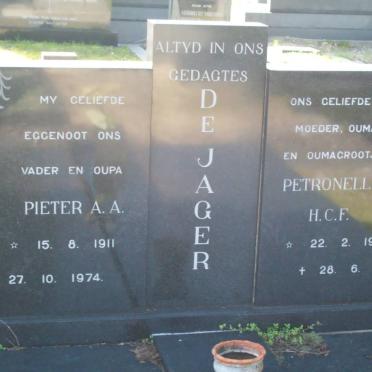 ALTYD IN ONS
GEDAGTES
DE JAGER
MY GELIEFDE
EGGENOOT ONS
VADER EN OUPA
PIETER A. A.
☆ 15. 8. 1911
27. 10. 1974.
ONS GELIEFDE
MOEDER, OUMA
EN OUMAGROOT
PETRONELL
H.C.F.
☆ 22. 2. 19
✝ 28. 6.